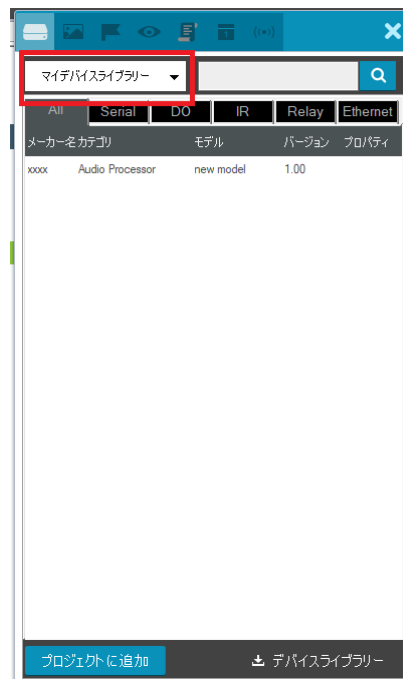 マイデバイスライブラリー
All Serial DO IR Relay Ethernet
メーカー名 カテゴリ モデル バージョン プロパティ
xxxx Audio Processor new model 1.00
プロジェクトに追加 デバイスライブラリー